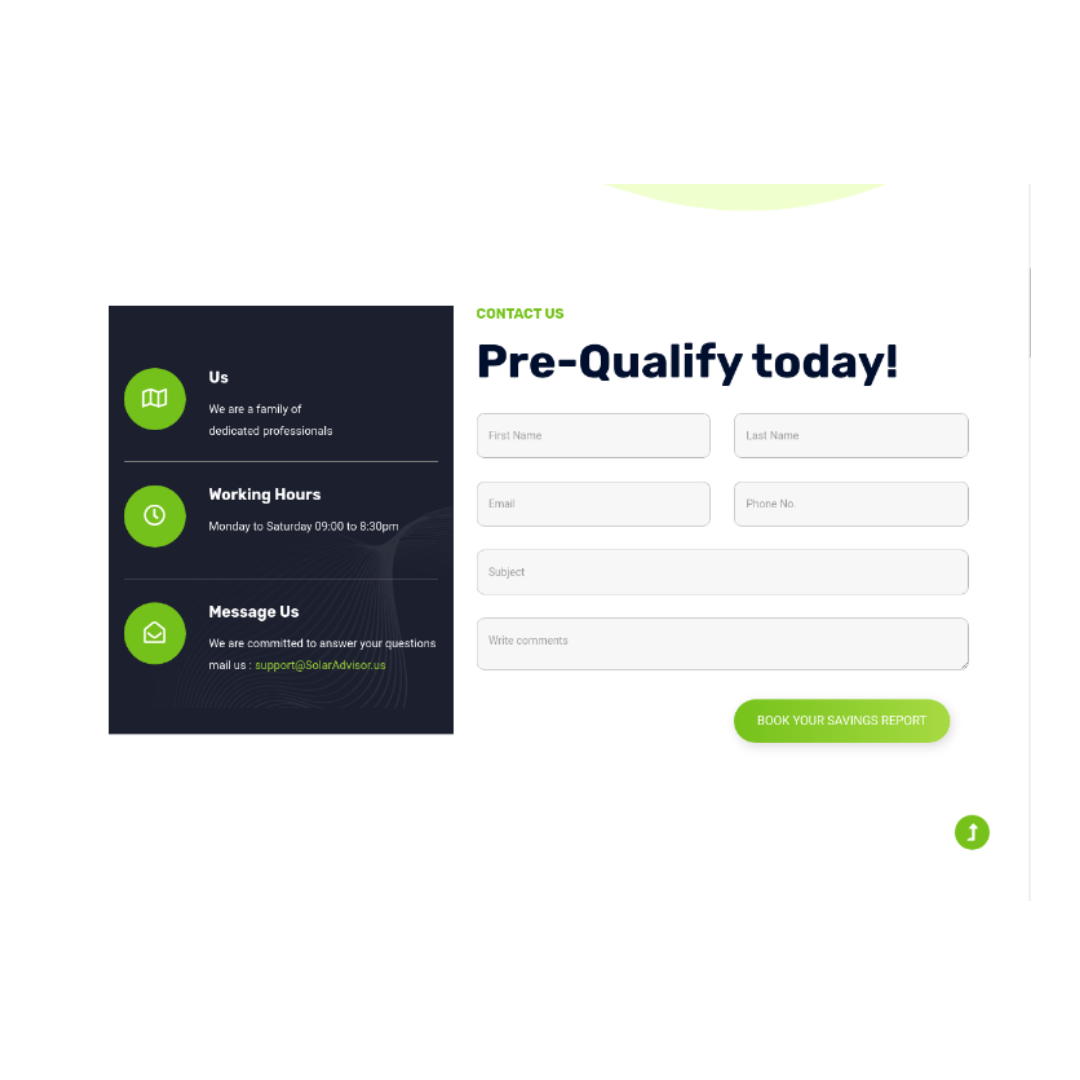 Us
We are a family of
dedicated professionals
Working Hours
Monday to Saturday 09:00 to 8:30pm
Message Us
We are committed to answer your questions
mail us : support@SolarAdvisor.us
CONTACT US
Pre-Qualify today!
First Name
Last Name
Email
Phone No.
Subject
Write comments
BOOK YOUR SAVINGS REPORT